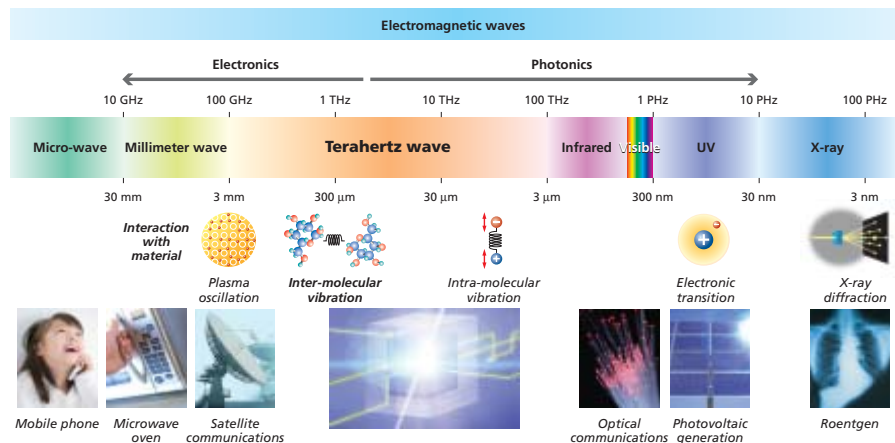 Electromagnetic waves
Electronics
Photonics
10 GHz 100 GHz 1 THz 10 THz 100 THz 1 PHz 10 PHz 100 PHz
Micro-wave Millimeter wave Terahertz wave Infrared Visible UV X-ray
30 mm 3 mm 300 µm 30 µm 3 µm 300 nm 30 nm 3 nm
Interaction
with
material
Plasma
oscillation
Inter-molecular
vibration
Intra-molecular
vibration
Electronic
transition
X-ray
diffraction
Mobile phone
Microwave
oven
Satellite
communications
Optical
communications
Photovoltaic
generation
Roentgen